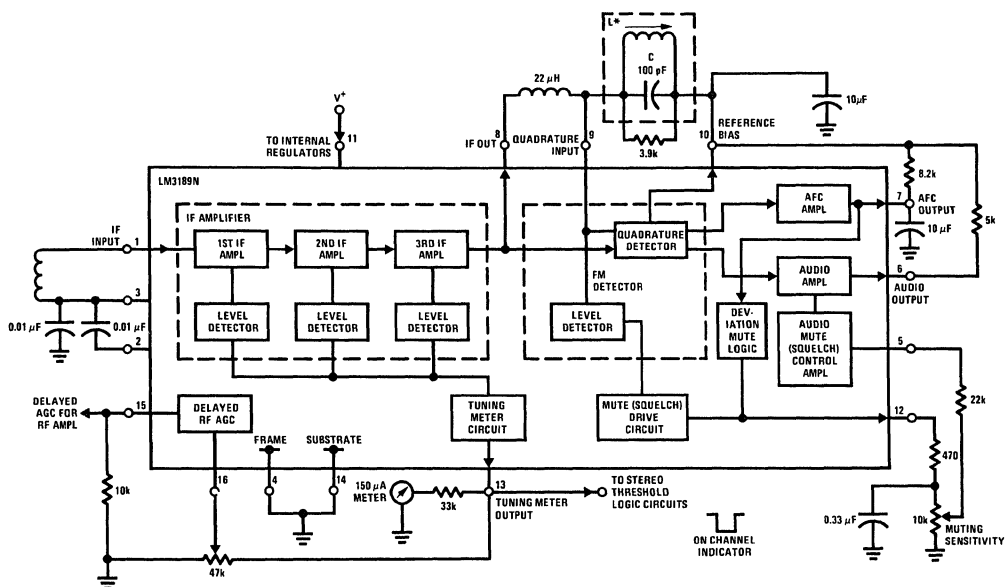 L*
C
100 pF
22 μH
10μF
V+
11
TO INTERNAL
REGULATORS
8
IF OUT
QUADRATURE
INPUT
9
3.9k
10
REFERENCE
BIAS
8.2k
7
AFC
OUTPUT
10 μF
5k
6
AUDIO
OUTPUT
LM3189N
IF AMPLIFIER
IF
INPUT
1
1ST IF
AMPL
2ND IF
AMPL
3RD IF
AMPL
QUADRATURE
DETECTOR
AFC
AMPL
AUDIO
AMPL
FM
DETECTOR
3
0.01 μF
0.01 μF
2
LEVEL
DETECTOR
LEVEL
DETECTOR
LEVEL
DETECTOR
LEVEL
DETECTOR
DEV-
IATION
MUTE
LOGIC
AUDIO
MUTE
(SQUELCH)
CONTROL
AMPL
5
22k
DELAYED
AGC FOR
RF AMPL
15
DELAYED
RF AGC
TUNING
METER
CIRCUIT
MUTE (SQUELCH)
DRIVE
CIRCUIT
12
470
FRAME
SUBSTRATE
4
14
16
10k
47k
150 μA
METER
33k
13
TUNING METER
OUTPUT
TO STEREO
THRESHOLD
LOGIC CIRCUITS
ON CHANNEL
INDICATOR
0.33 μF
10k
MUTING
SENSITIVITY